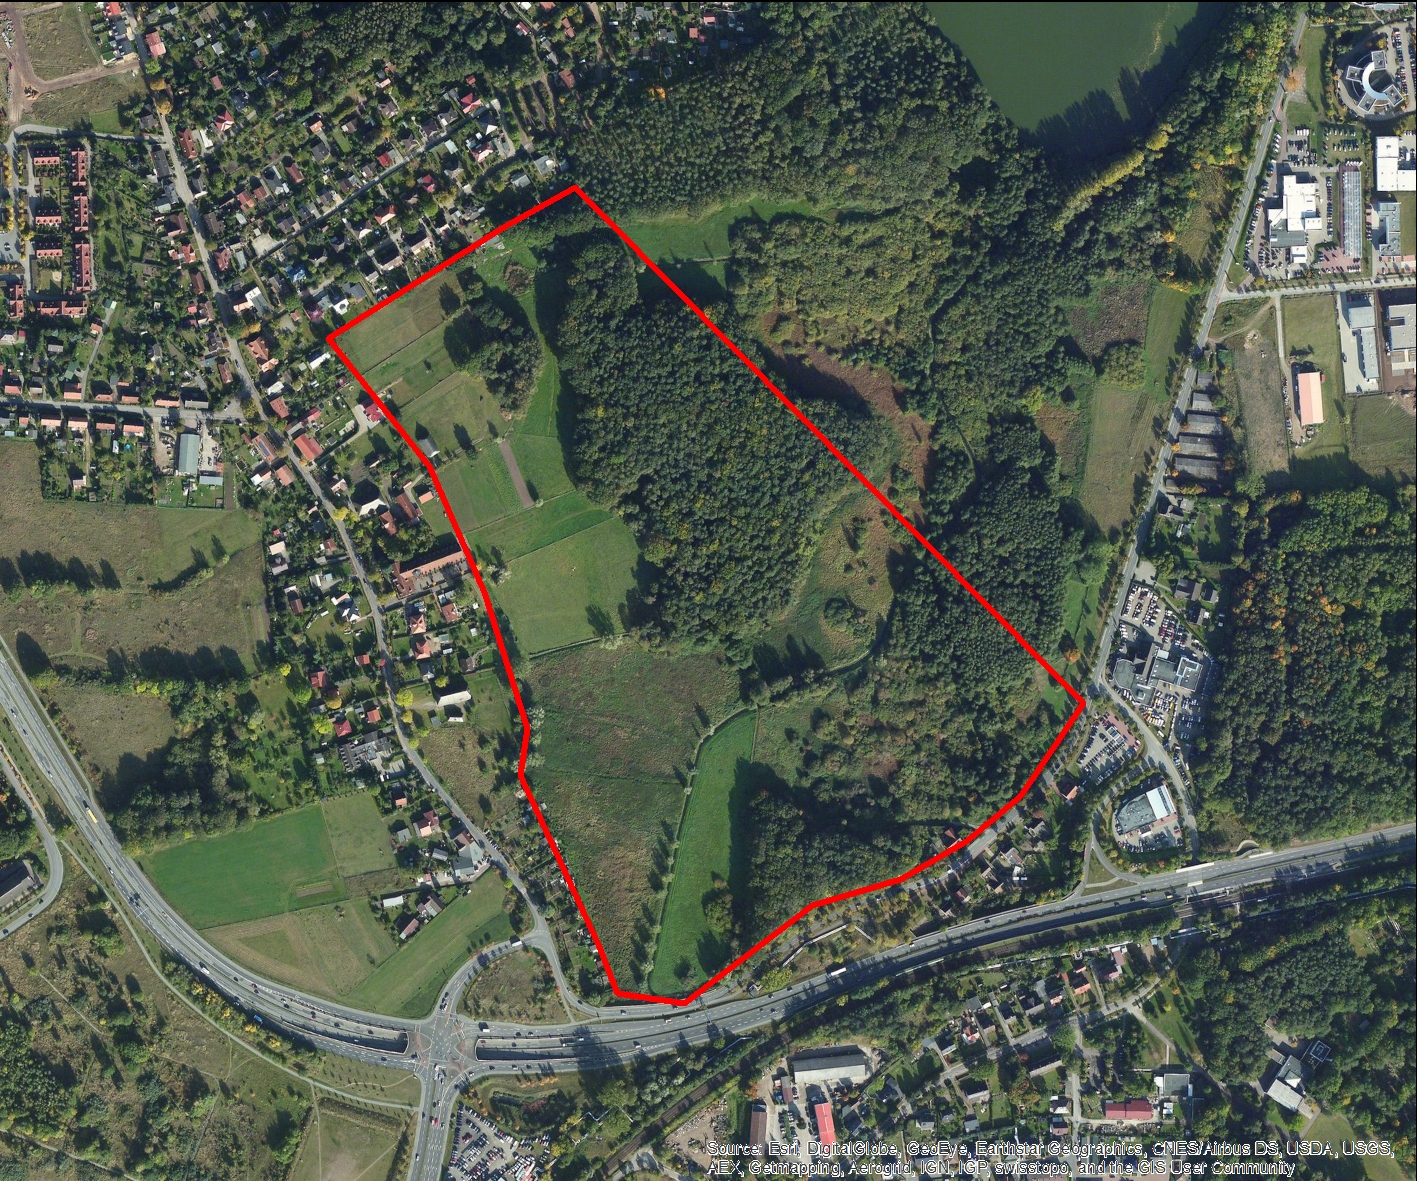 Source: Esri, DigitalGlobe, GeoEye, Earthstar Geographics, CNES/Airbus DS, USDA, USGS,
AEX, Getmapping, Aerogrid, IGN, IGP, swisstopo, and the GIS User Community